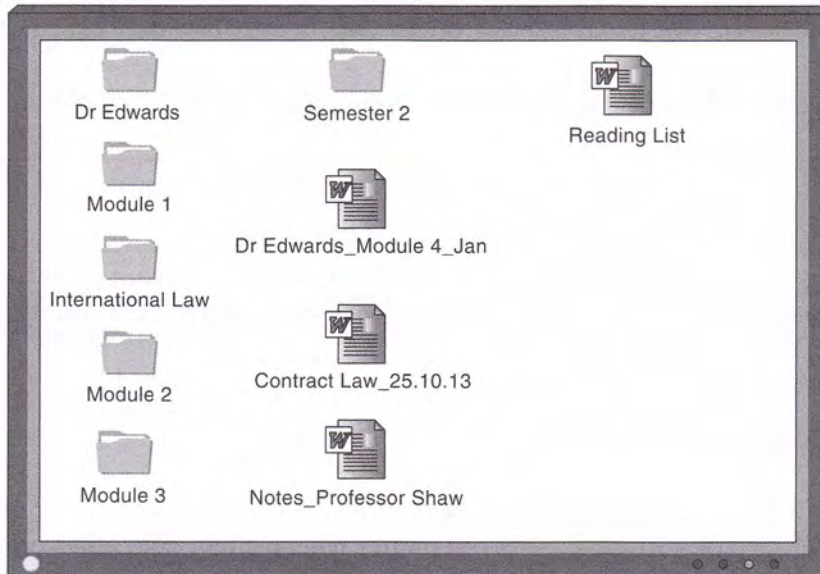 Dr Edwards
Module 1
International Law
Module 2
Module 3
Semester 2
W
Dr Edwards_Module 4_Jan
W
Contract Law_25.10.13
W
Notes_Professor Shaw
W
Reading List